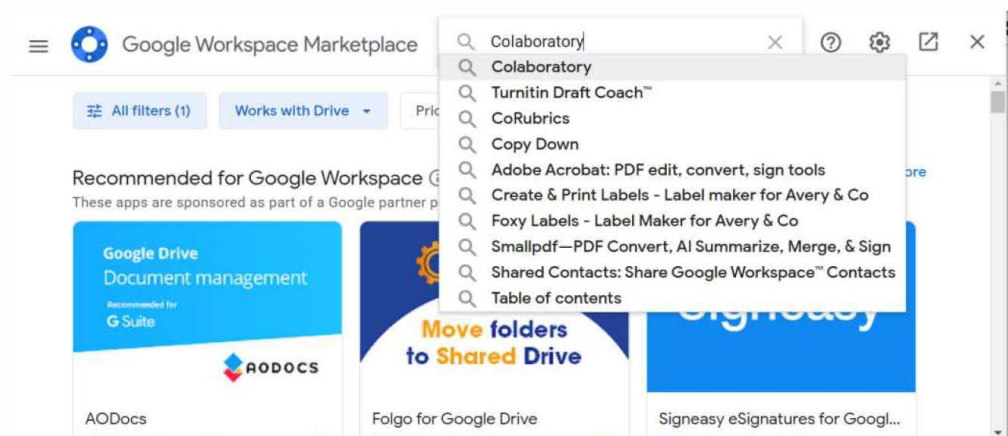 Google Workspace Marketplace
Colaboratory
Colaboratory
Turnitin Draft Coach™
CoRubrics
Copy Down
Adobe Acrobat: PDF edit, convert, sign tools
Create & Print Labels - Label maker for Avery & Co
Foxy Labels - Label Maker for Avery & Co
Smallpdf—PDF Convert, AI Summarize, Merge, & Sign
Shared Contacts: Share Google Workspace™ Contacts
Table of contents
All filters (1)
Works with Drive
Recommended for Google Workspace
These apps are sponsored as part of a Google partner
Google Drive
Document management
Recommended for
G Suite
AODOCS
Move folders
to Shared Drive
AODocs
Folgo for Google Drive
Signeasy eSignatures for Googl...